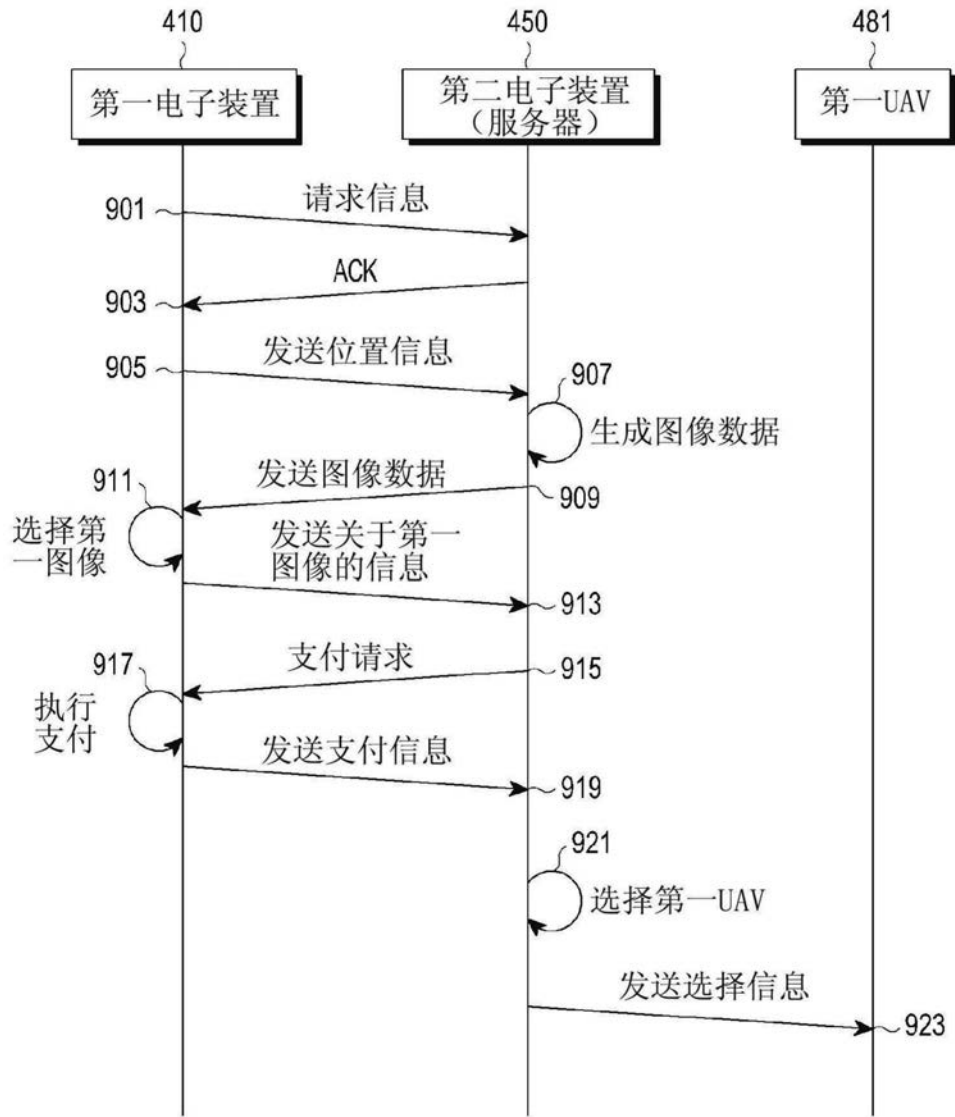 410
450
481
第一电子装置
第二电子装置
（服务器）
第一UAV
901
请求信息
ACK
903
905
发送位置信息
907
生成图像数据
发送图像数据
909
911
选择第
一图像
发送关于第一
图像的信息
913
支付请求
915
917
执行
支付
发送支付信息
919
921
选择第一UAV
发送选择信息
923